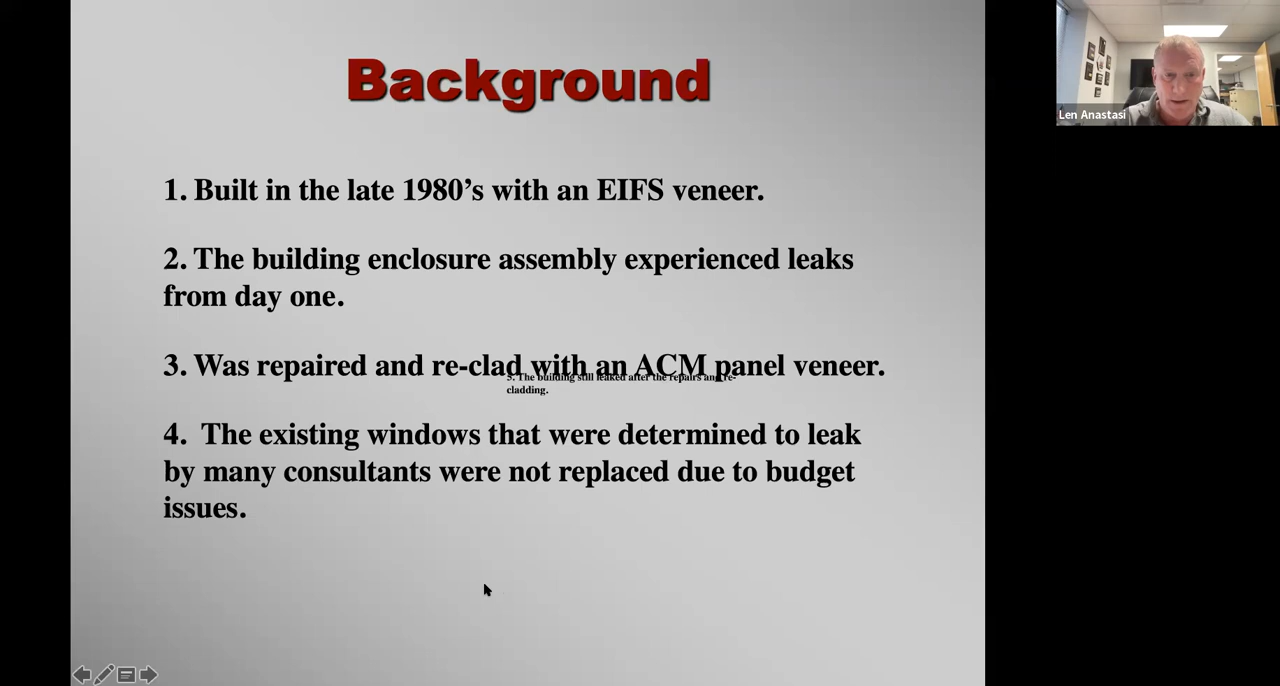 Background
1. Built in the late 1980’s with an EIFS veneer.
2. The building enclosure assembly experienced leaks
from day one.
3. Was repaired and re-clad with an ACM panel veneer.
5. The building still leaked after the repairs and re-
cladding.
4. The existing windows that were determined to leak
by many consultants were not replaced due to budget
issues.
Len Anastasi